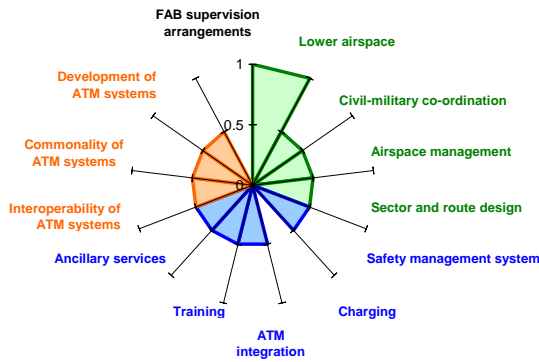 FAB supervision
arrangements
Lower airspace
Civil-military co-ordination
Airspace management
Sector and route design
Safety management system
Charging
ATM
integration
Training
Ancillary services
Interoperability of
ATM systems
Commonality of
ATM systems
Development of
ATM systems
1
0.5
0